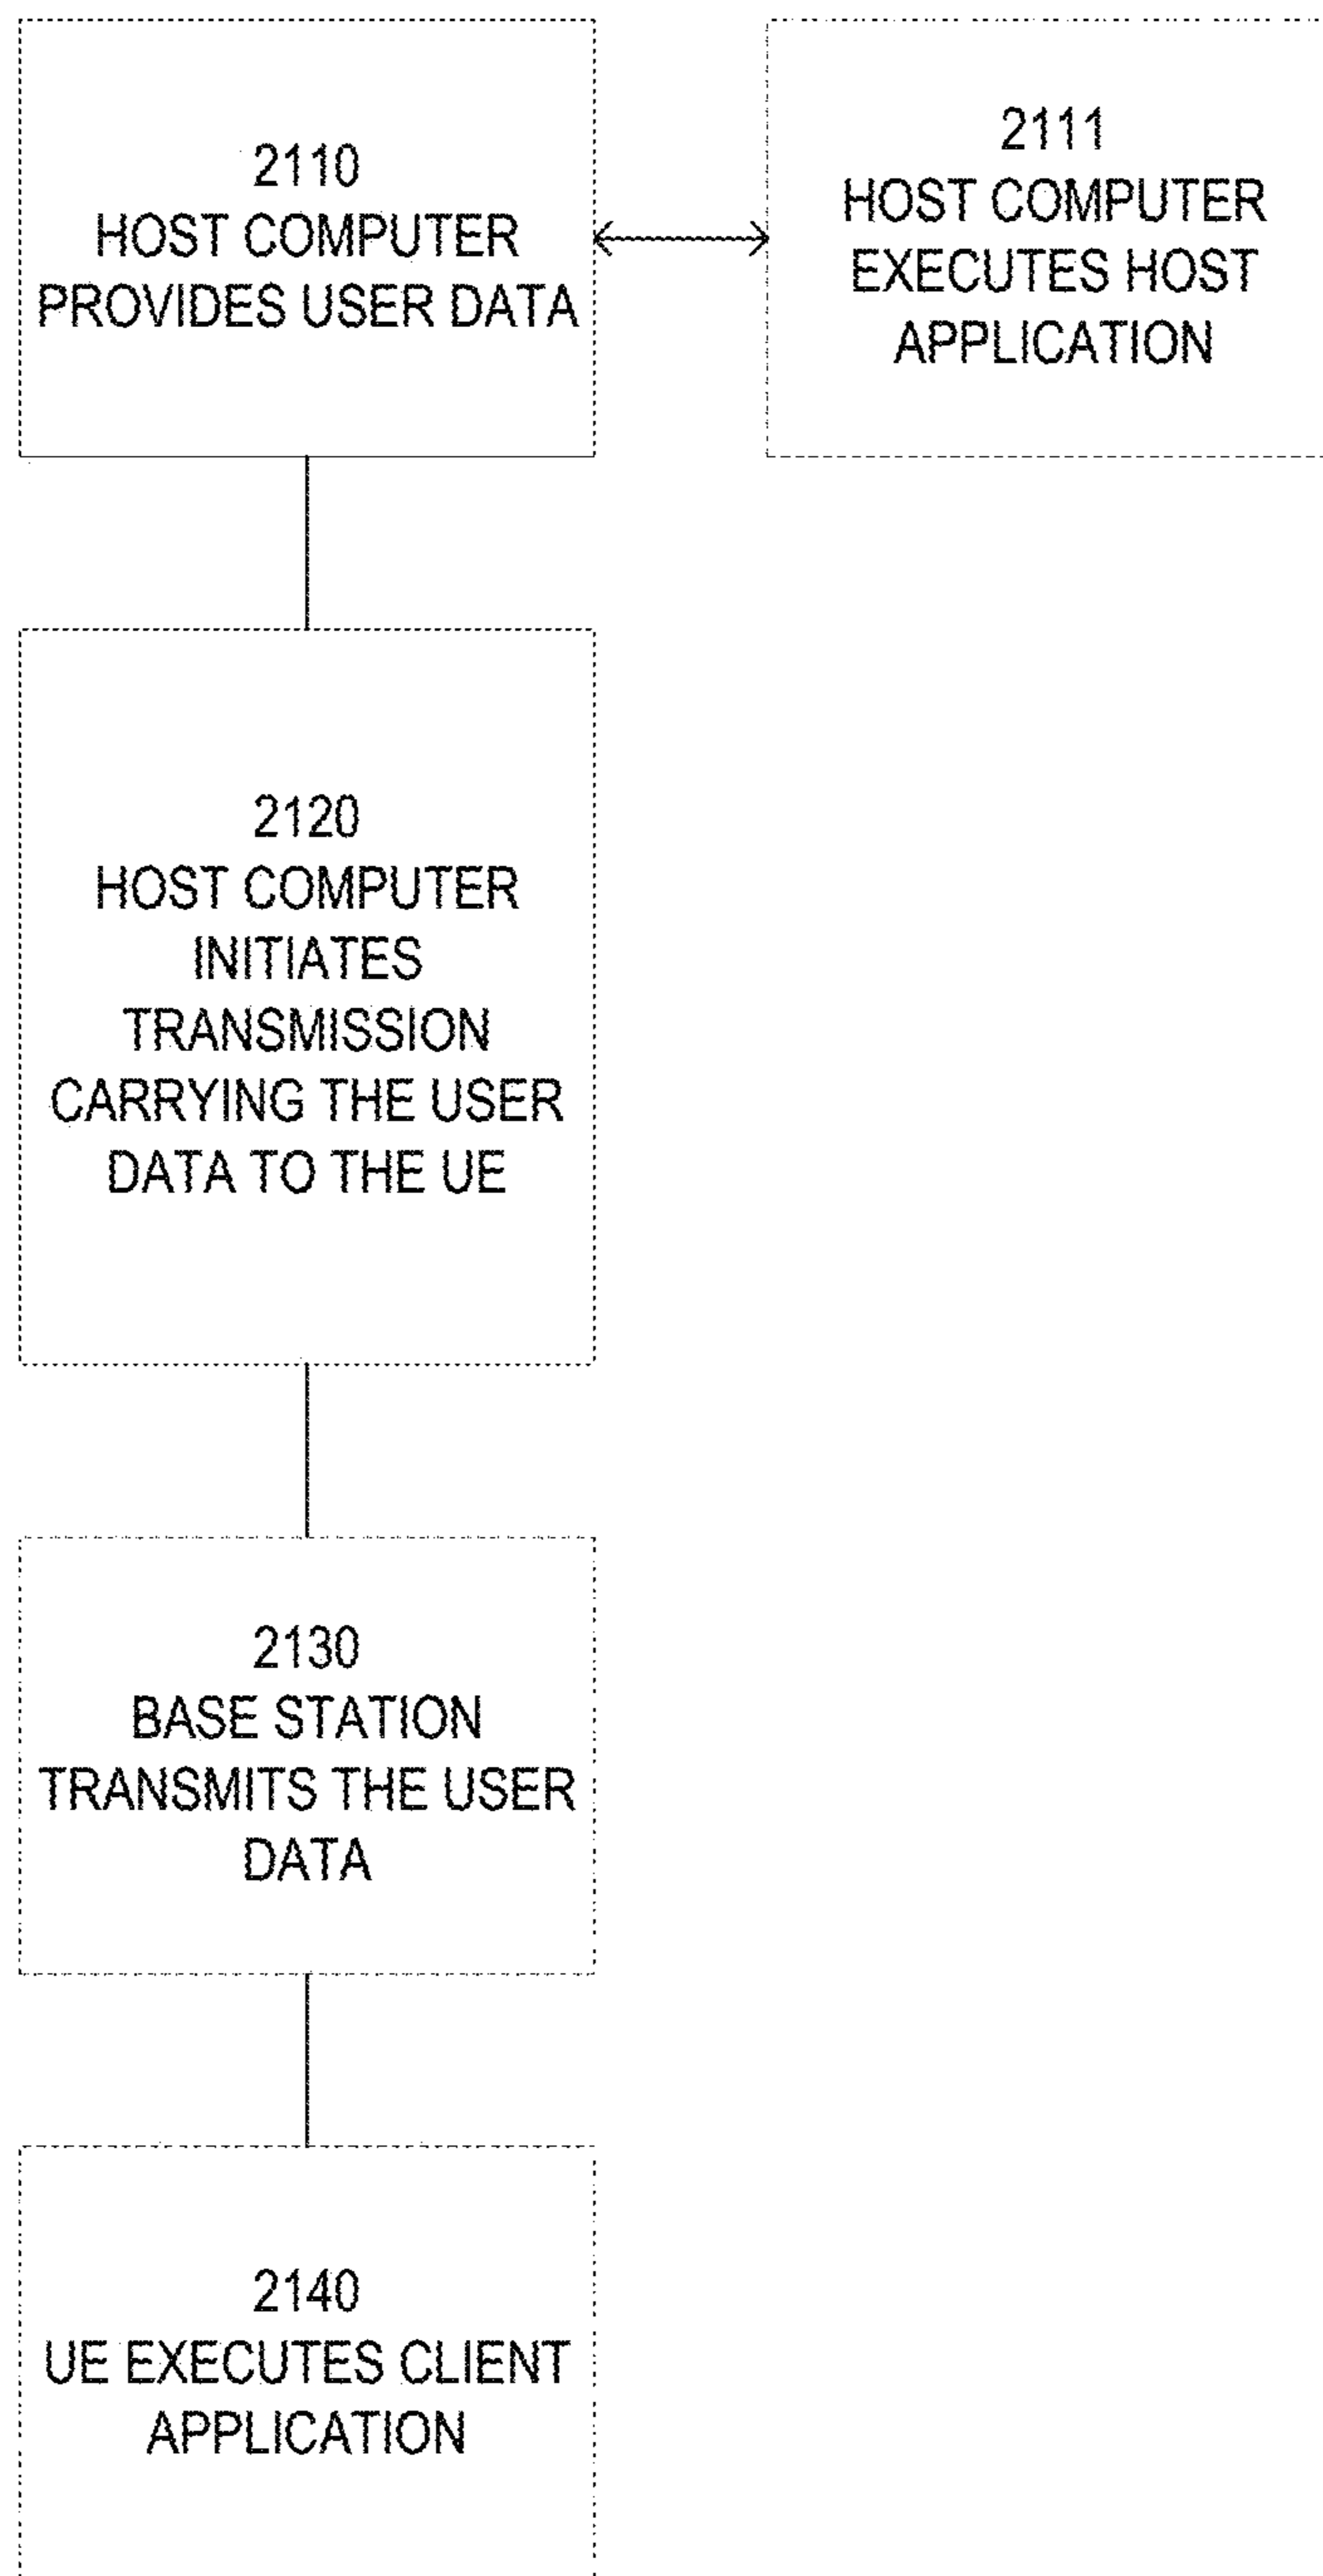 2110
HOST COMPUTER
PROVIDES USER DATA
2111
HOST COMPUTER
EXECUTES HOST
APPLICATION
2120
HOST COMPUTER
INITIATES
TRANSMISSION
CARRYING THE USER
DATA TO THE UE
2130
BASE STATION
TRANSMITS THE USER
DATA
2140
UE EXECUTES CLIENT
APPLICATION